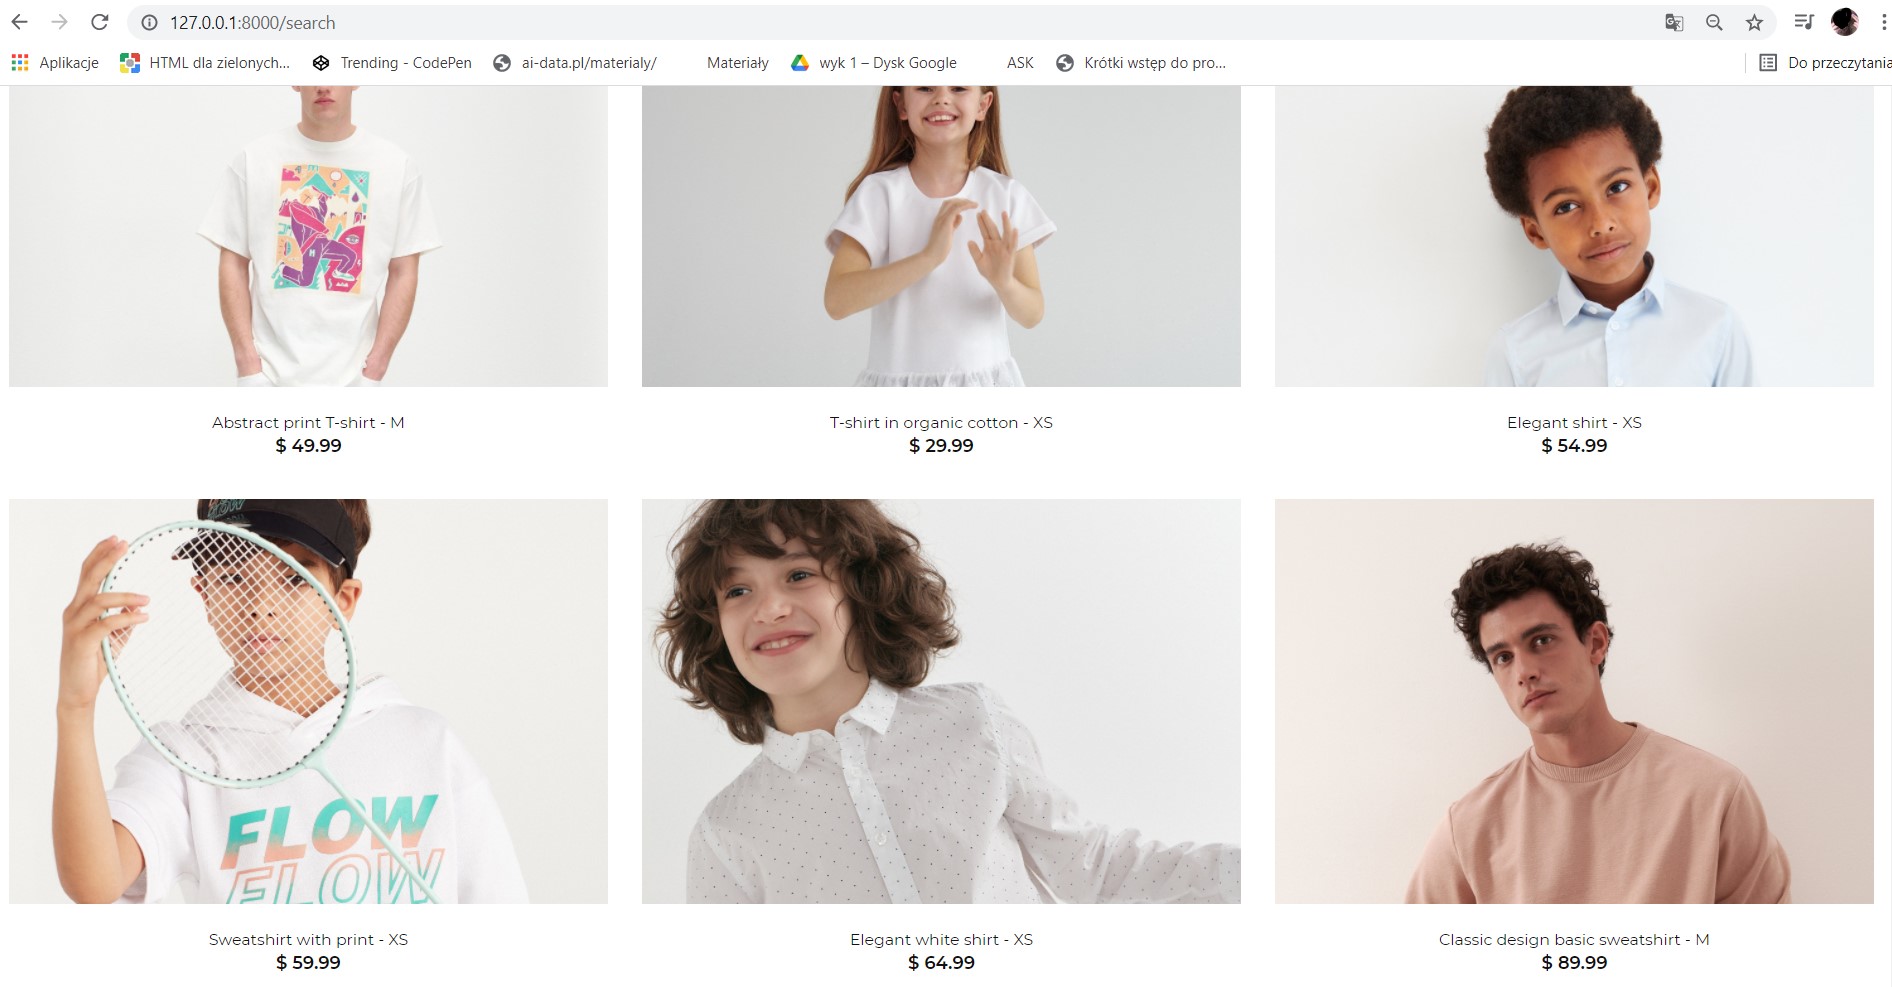 127.0.0.1:8000/search
Aplikacje HTML dla zielonych... Trending - CodePen ai-data.pl/materialy/ Materiały wyk 1 – Dysk Google ASK Krótki wstęp do pro... Do przeczytania
Abstract print T-shirt - M
$ 49.99
T-shirt in organic cotton - XS
$ 29.99
Elegant shirt - XS
$ 54.99
FLOW
FLOW
FLOW
Sweatshirt with print - XS
$ 59.99
Elegant white shirt - XS
$ 64.99
Classic design basic sweatshirt - M
$ 89.99